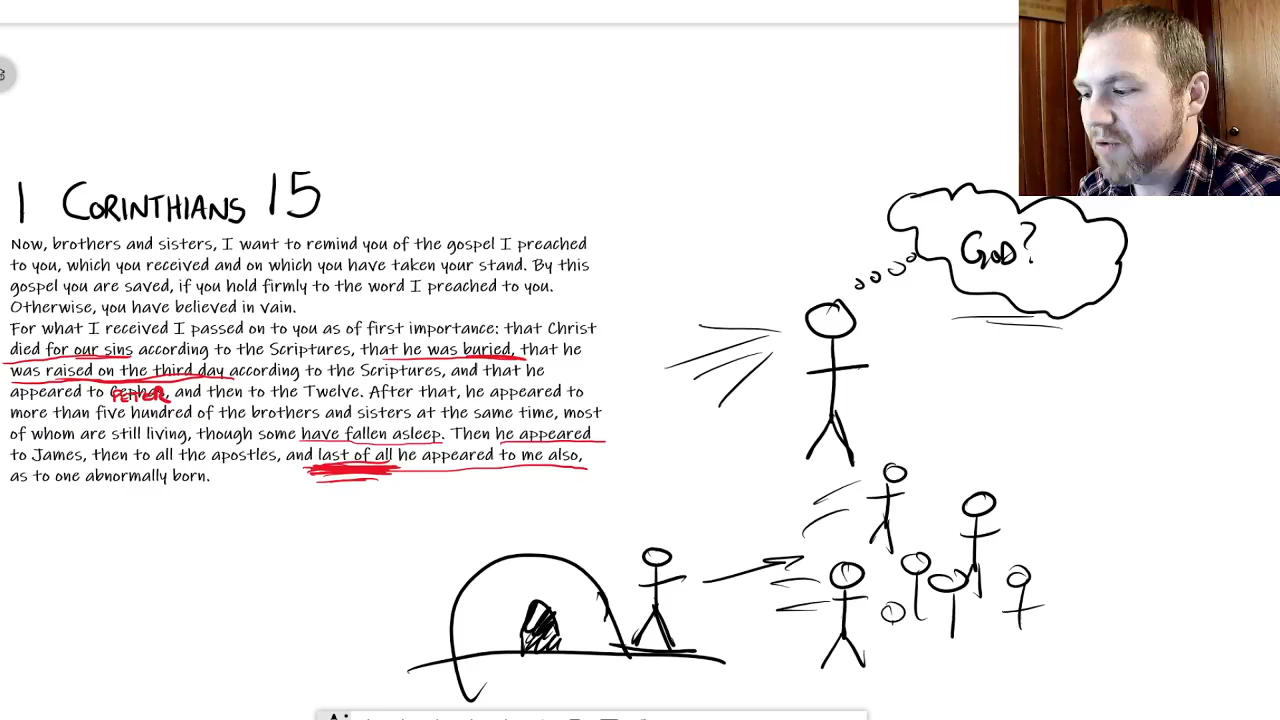 1 CORINTHIANS 15
Now, brothers and sisters, I want to remind you of the gospel I preached
to you, which you received and on which you have taken your stand. By this
gospel you are saved, if you hold firmly to the word I preached to you.
Otherwise, you have believed in vain.
For what I received I passed on to you as of first importance: that Christ
died for our sins according to the Scriptures, that he was buried, that he
was raised on the third day according to the Scriptures, and that he
appeared to PETER, and then to the Twelve. After that, he appeared to
more than five hundred of the brothers and sisters at the same time, most
of whom are still living, though some have fallen asleep. Then he appeared
to James, then to all the apostles, and last of all he appeared to me also,
as to one abnormally born.
GOD?